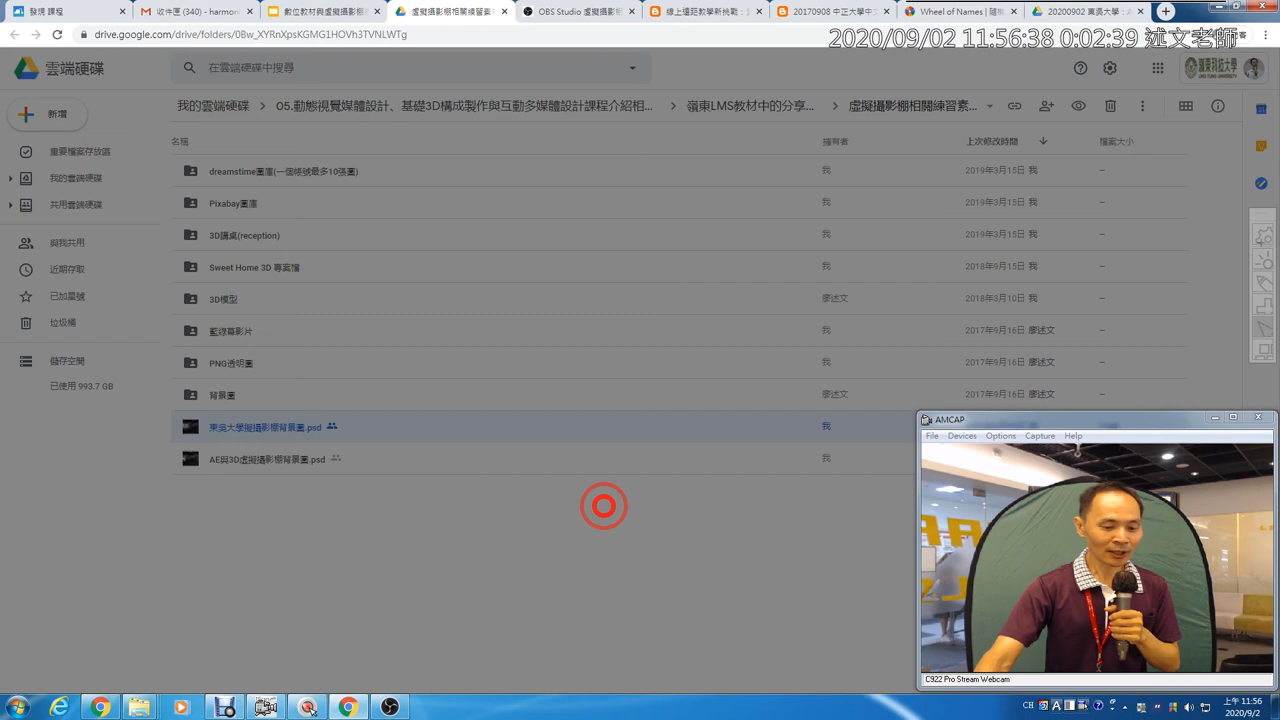 發現 課程
收件匣 (340) - harmon
數位教材與虛擬攝影棚
虛擬攝影棚相關練習素
OBS Studio 虛擬攝影棚
線上遠距教學新挑戰：
20170908 中正大學中文
Wheel of Names | 隨機
20200902 東吳大學：A
drive.google.com/drive/folders/0Bw_XYRnXpsKGMG1HOVh3TVNLWTg
2020/09/02 11:56:38 0:02:39 述文老師
雲端硬碟
在雲端硬碟中搜尋
嶺東科技大學
新增
我的雲端硬碟
05.動態視覺媒體設計、基礎3D構成製作與互動多媒體設計課程介紹相...
嶺東LMS教材中的分享...
虛擬攝影棚相關練習素...
名稱
擁有者
上次修改時間
檔案大小
重要檔案存放區
我的雲端硬碟
共用雲端硬碟
與我共用
近期存取
已加星號
垃圾桶
儲存空間
已使用 993.7 GB
dreamstime圖庫(一個帳號最多10張圖)
我
2019年3月15日 我
–
Pixabay圖庫
我
2019年3月15日 我
–
3D講桌(reception)
我
2019年3月15日 我
–
Sweet Home 3D 專案檔
我
2018年9月15日 我
–
3D模型
廖述文
2018年3月10日 我
–
藍綠幕影片
我
2017年9月16日 廖述文
–
PNG透明圖
我
2017年9月16日 廖述文
–
背景圖
廖述文
2017年9月16日 廖述文
–
東吳大學擬攝影棚背景圖.psd
我
AE與3D虛擬攝影棚背景圖.psd
我
AMCAP
File Devices Options Capture Help
C922 Pro Stream Webcam
CH
上午 11:56
2020/9/2